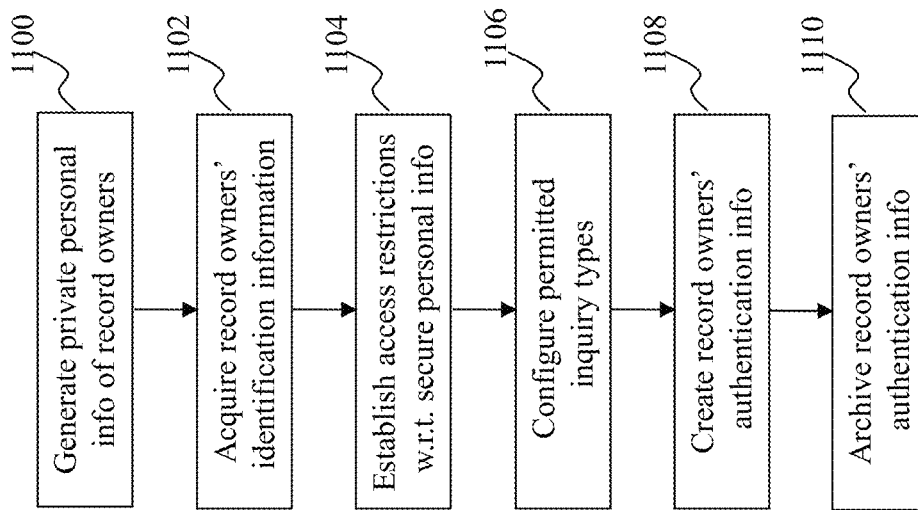 1100
Generate private personal
info of record owners
1102
Acquire record owners'
identification information
1104
Establish access restrictions
w.r.t. secure personal info
1106
Configure permitted
inquiry types
1108
Create record owners'
authentication info
1110
Archive record owners'
authentication info